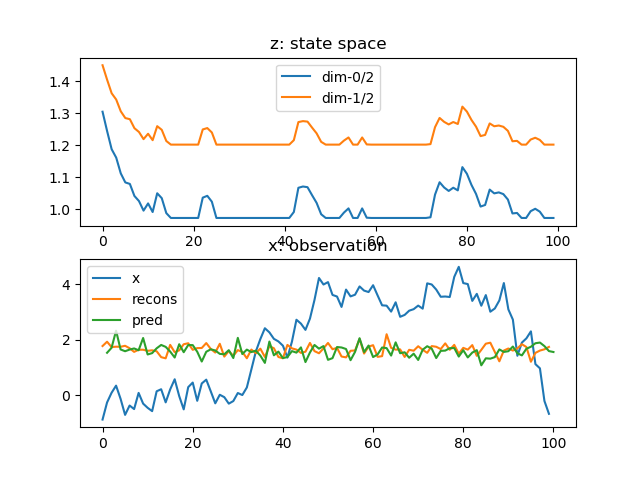 z: state space
dim-0/2
dim-1/2
1.4
1.3
1.2
1.1
1.0
0 20 40 60 80 100
x: observation
x
recons
pred
4
2
0
0 20 40 60 80 100